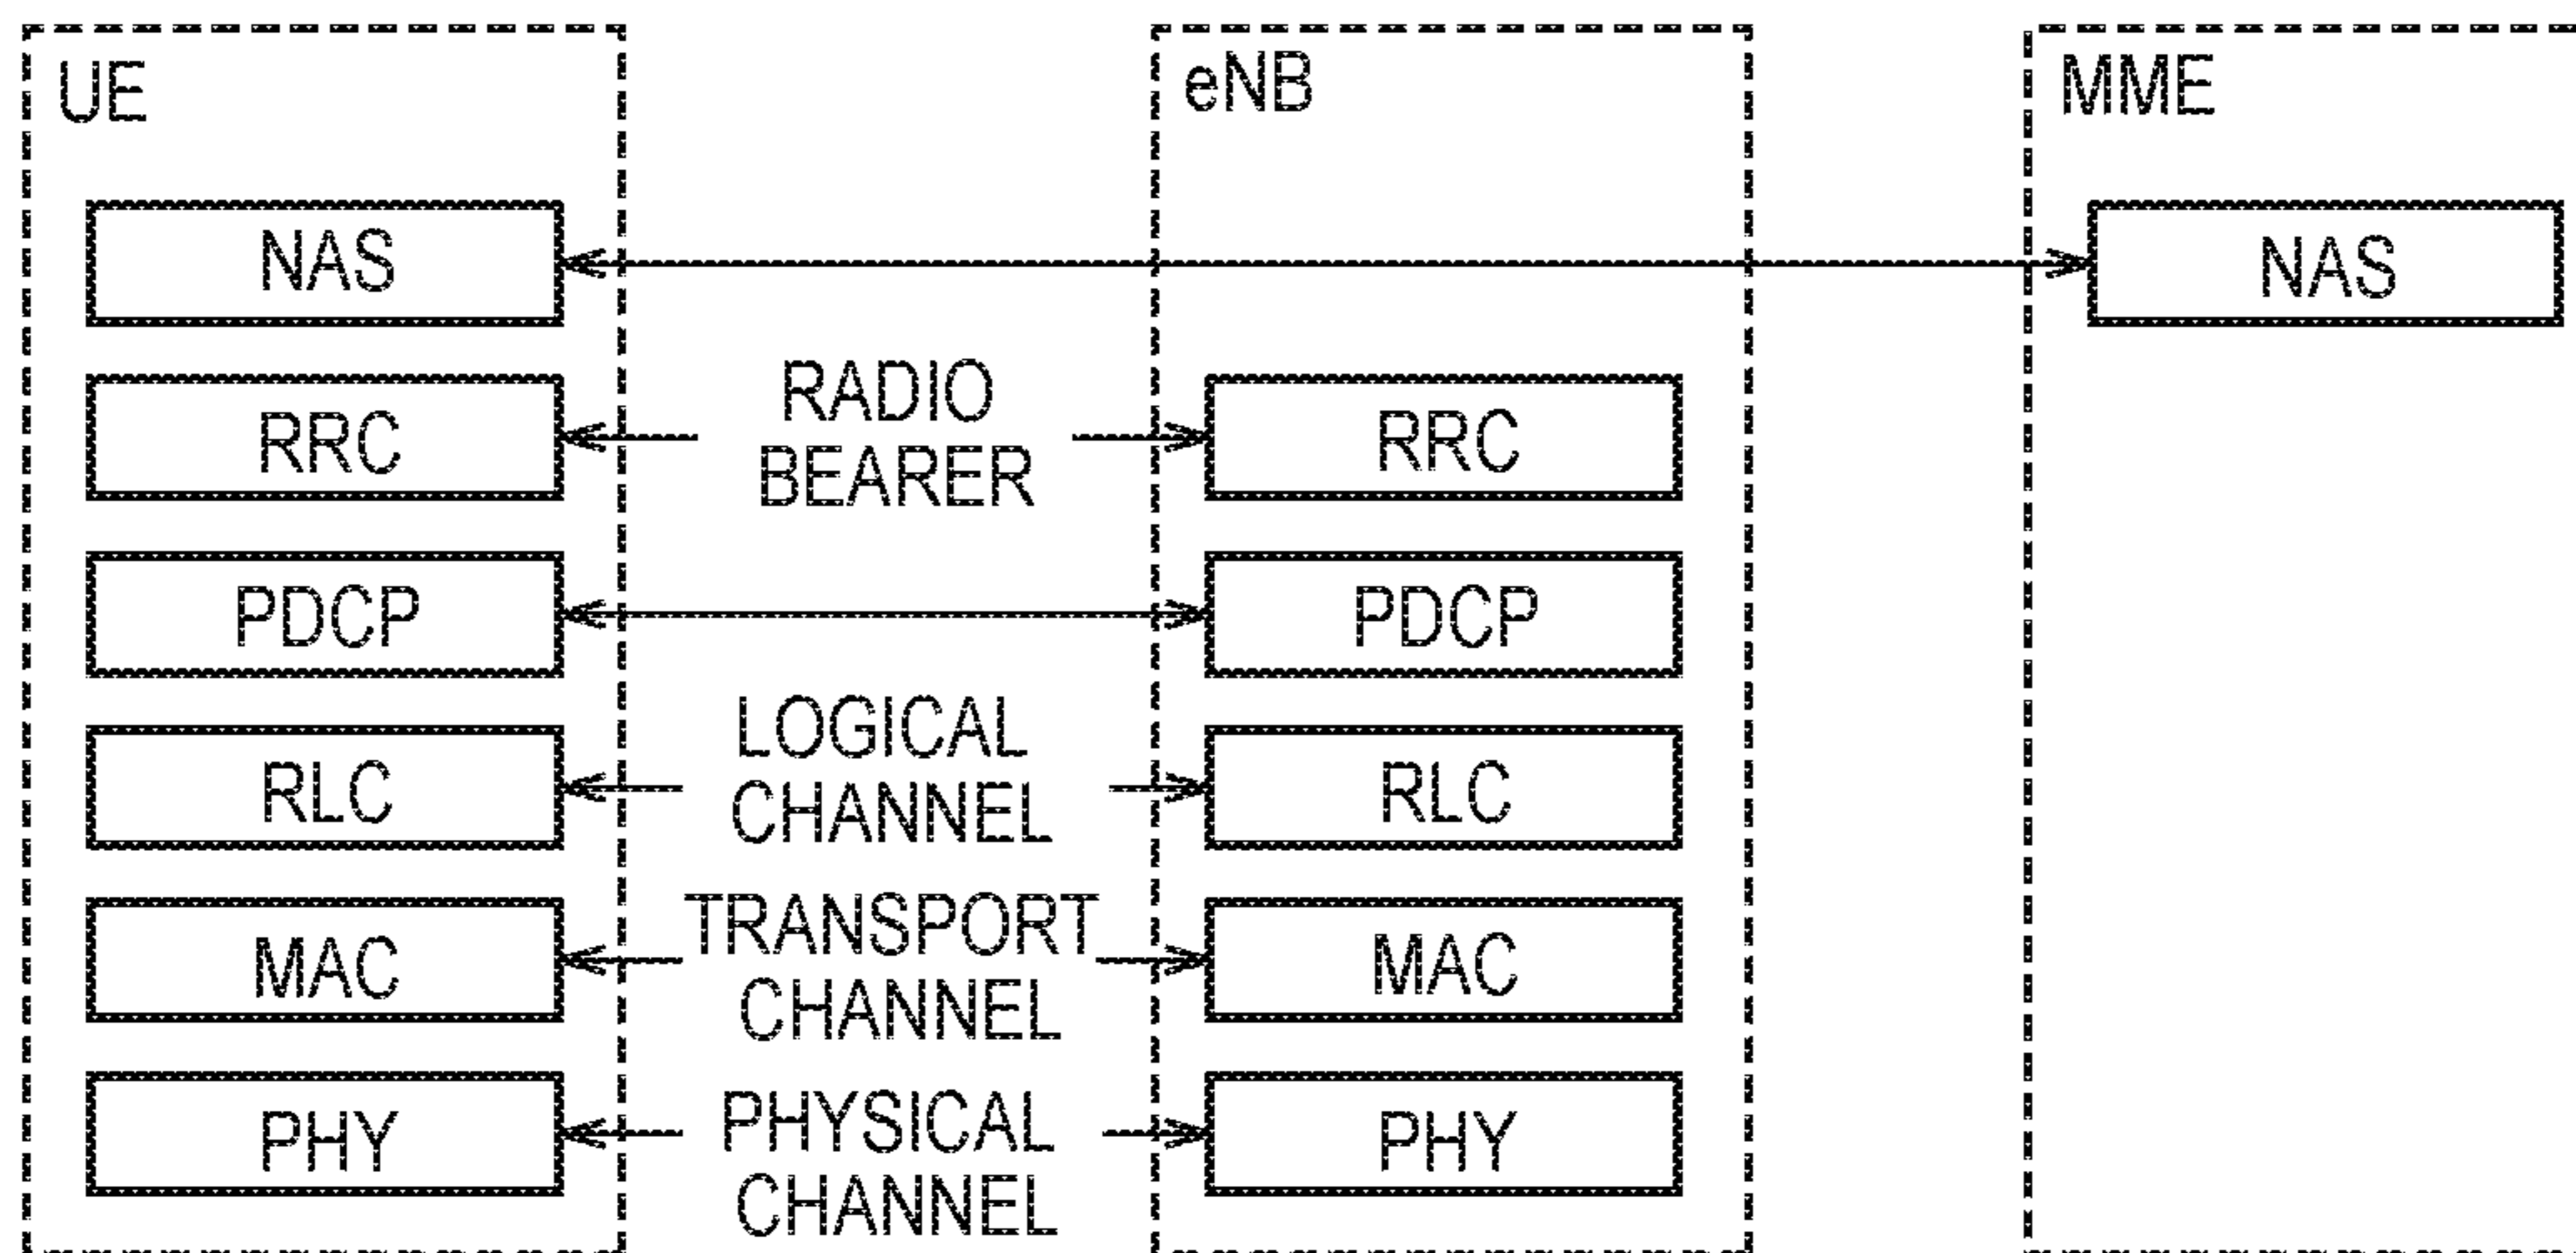 UE
eNB
MME
NAS
NAS
RRC
RADIO
BEARER
RRC
PDCP
PDCP
RLC
LOGICAL
CHANNEL
RLC
MAC
TRANSPORT
CHANNEL
MAC
PHY
PHYSICAL
CHANNEL
PHY